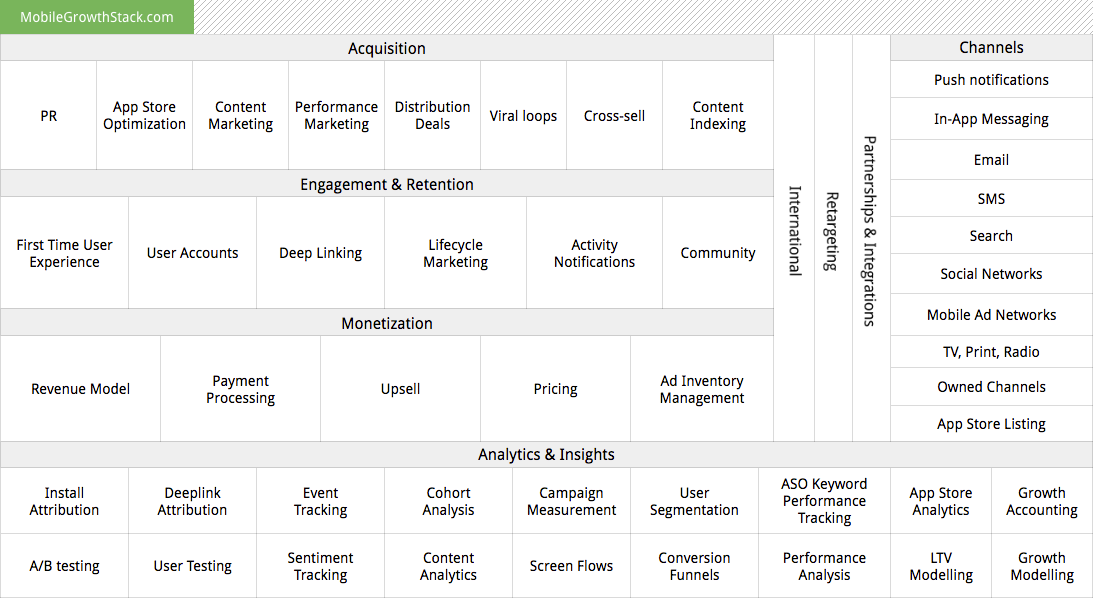 MobileGrowthStack.com
Acquisition
PR
App Store
Optimization
Content
Marketing
Performance
Marketing
Distribution
Deals
Viral loops
Cross-sell
Content
Indexing
Engagement & Retention
First Time User
Experience
User Accounts
Deep Linking
Lifecycle
Marketing
Activity
Notifications
Community
Monetization
Revenue Model
Payment
Processing
Upsell
Pricing
Ad Inventory
Management
International
Retargeting
Partnerships & Integrations
Channels
Push notifications
In-App Messaging
Email
SMS
Search
Social Networks
Mobile Ad Networks
TV, Print, Radio
Owned Channels
App Store Listing
Analytics & Insights
Install
Attribution
Deeplink
Attribution
Event
Tracking
Cohort
Analysis
Campaign
Measurement
User
Segmentation
ASO Keyword
Performance
Tracking
App Store
Analytics
Growth
Accounting
A/B testing
User Testing
Sentiment
Tracking
Content
Analytics
Screen Flows
Conversion
Funnels
Performance
Analysis
LTV
Modelling
Growth
Modelling